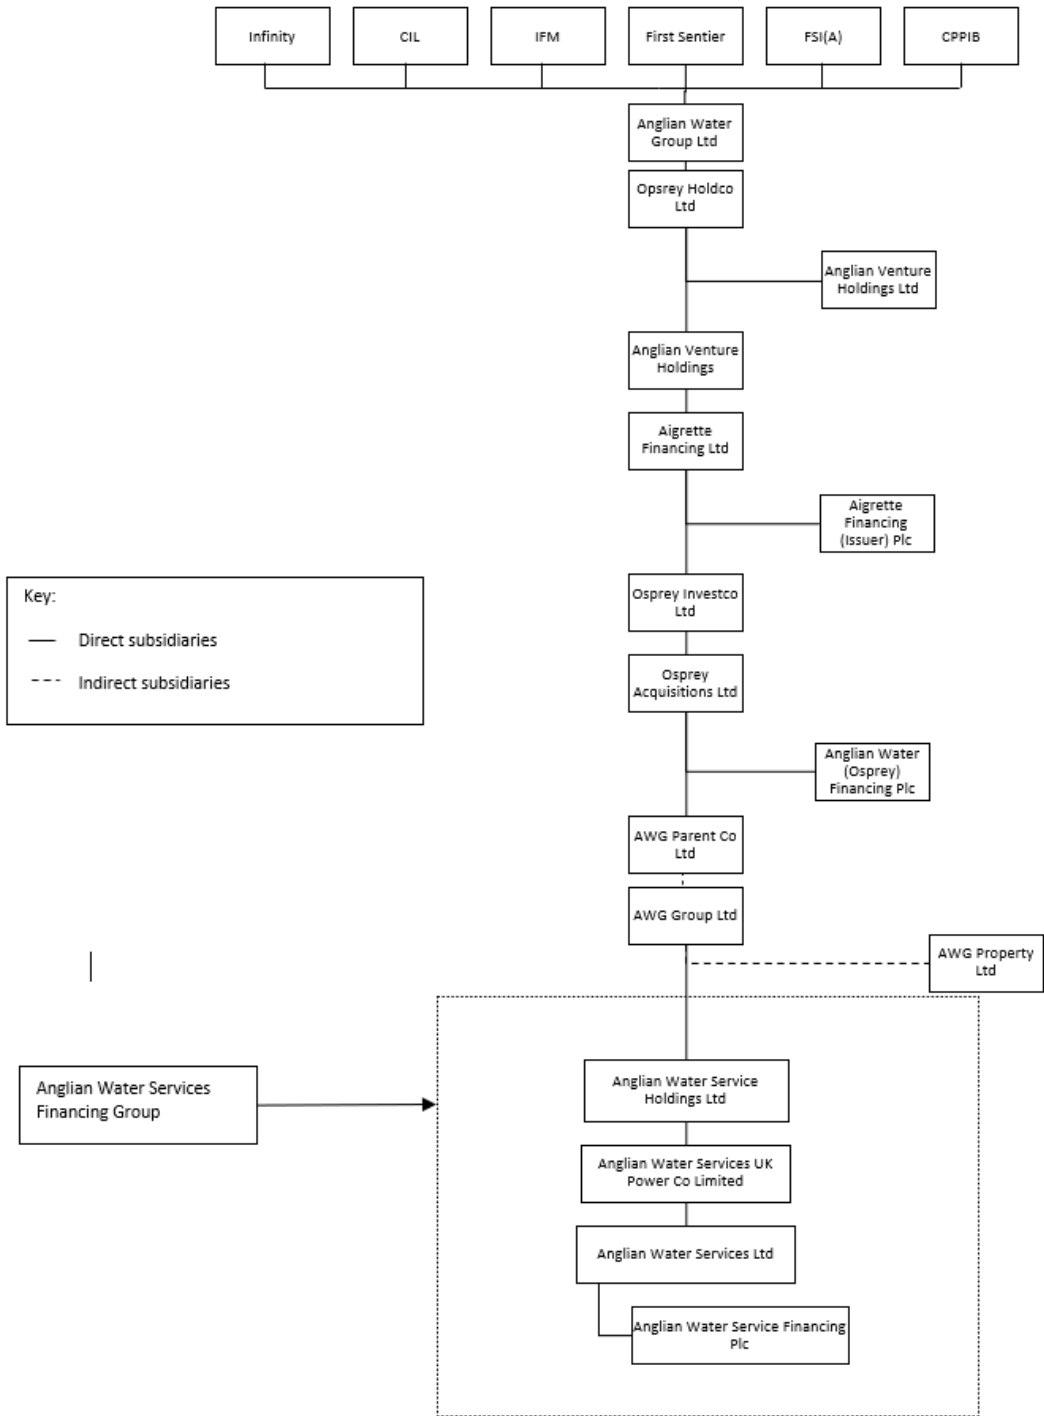 Infinity
CIL
IFM
First Sentier
FSI(A)
CPPIB
Anglian Water
Group Ltd
Opsrey Holdco
Ltd
Anglian Venture
Holdings Ltd
Anglian Venture
Holdings
Aigrette
Financing Ltd
Aigrette
Financing
(Issuer) Plc
Key:
Direct subsidiaries
Indirect subsidiaries
Osprey Investco
Ltd
Osprey
Acquisitions Ltd
Anglian Water
(Osprey)
Financing Plc
AWG Parent Co
Ltd
AWG Group Ltd
AWG Property
Ltd
Anglian Water Services
Financing Group
Anglian Water Service
Holdings Ltd
Anglian Water Services UK
Power Co Limited
Anglian Water Services Ltd
Anglian Water Service Financing
Plc